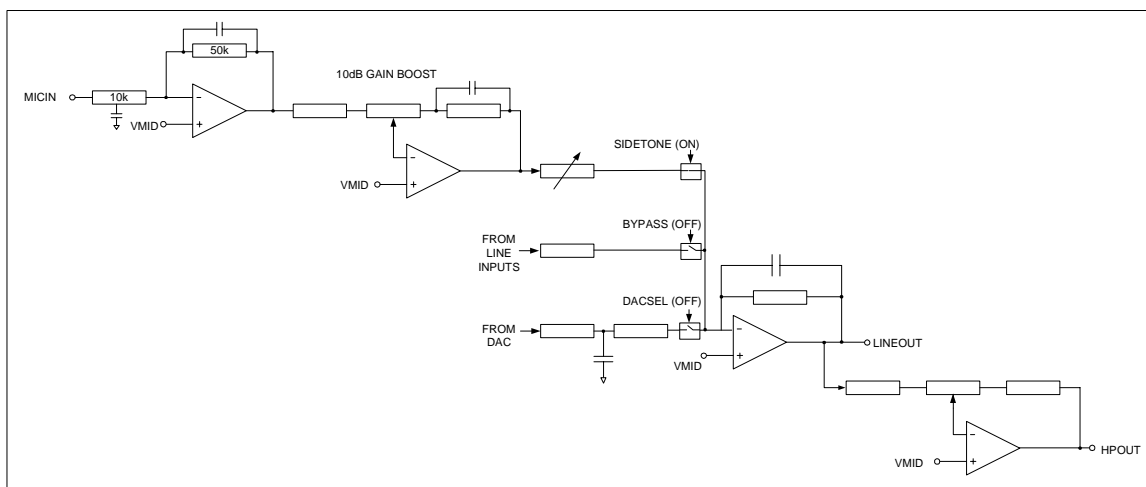 50k
10dB GAIN BOOST
MICIN
10k
VMID
−
+
SIDETONE (ON)
−
+
VMID
BYPASS (OFF)
FROM
LINE
INPUTS
DACSEL (OFF)
FROM
DAC
−
+
VMID
LINEOUT
−
+
VMID
HPOUT